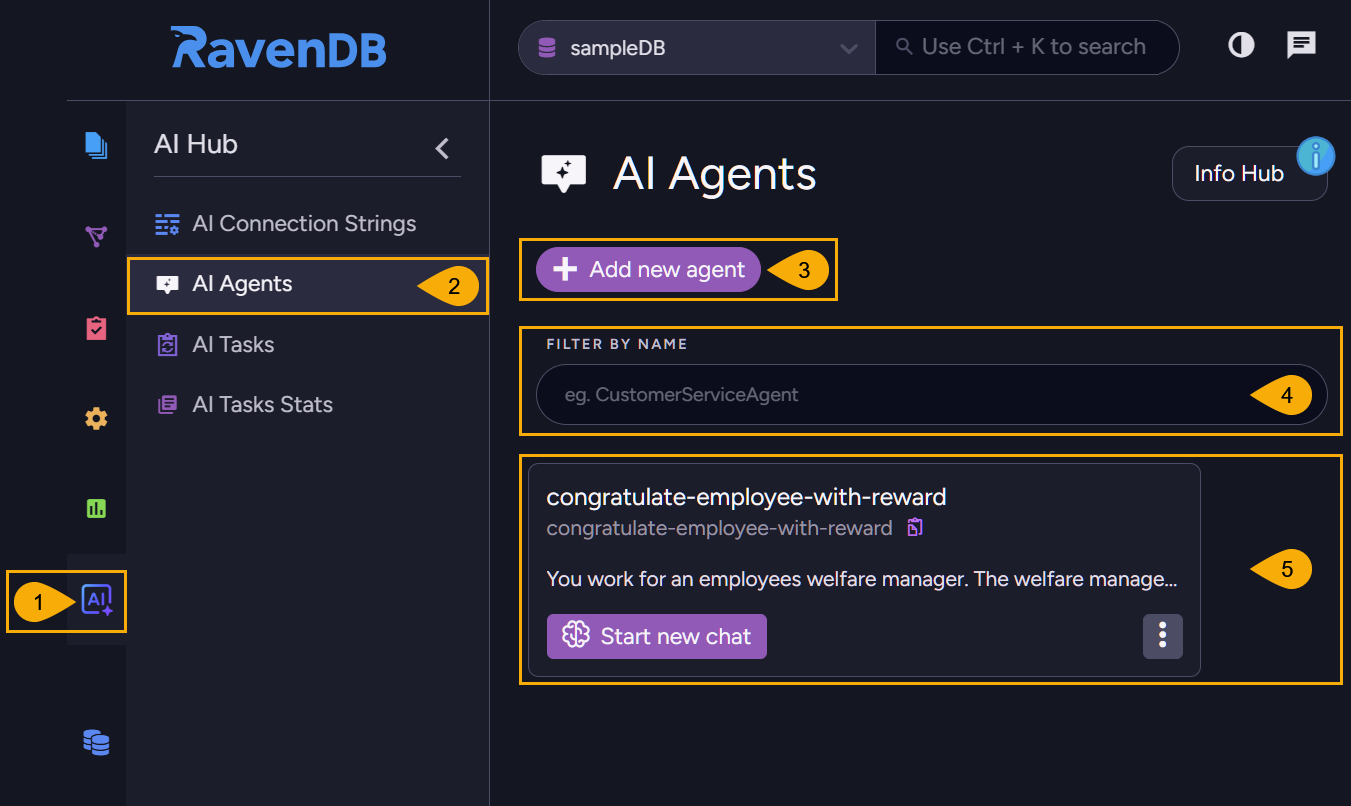 RavenDB
sampleDB
Use Ctrl + K to search
AI Hub
AI Connection Strings
AI Agents
2
AI Tasks
AI Tasks Stats
1
AI
AI Agents
Info Hub
i
Add new agent
3
FILTER BY NAME
eg. CustomerServiceAgent
4
congratulate-employee-with-reward
congratulate-employee-with-reward
You work for an employees welfare manager. The welfare manage...
5
Start new chat